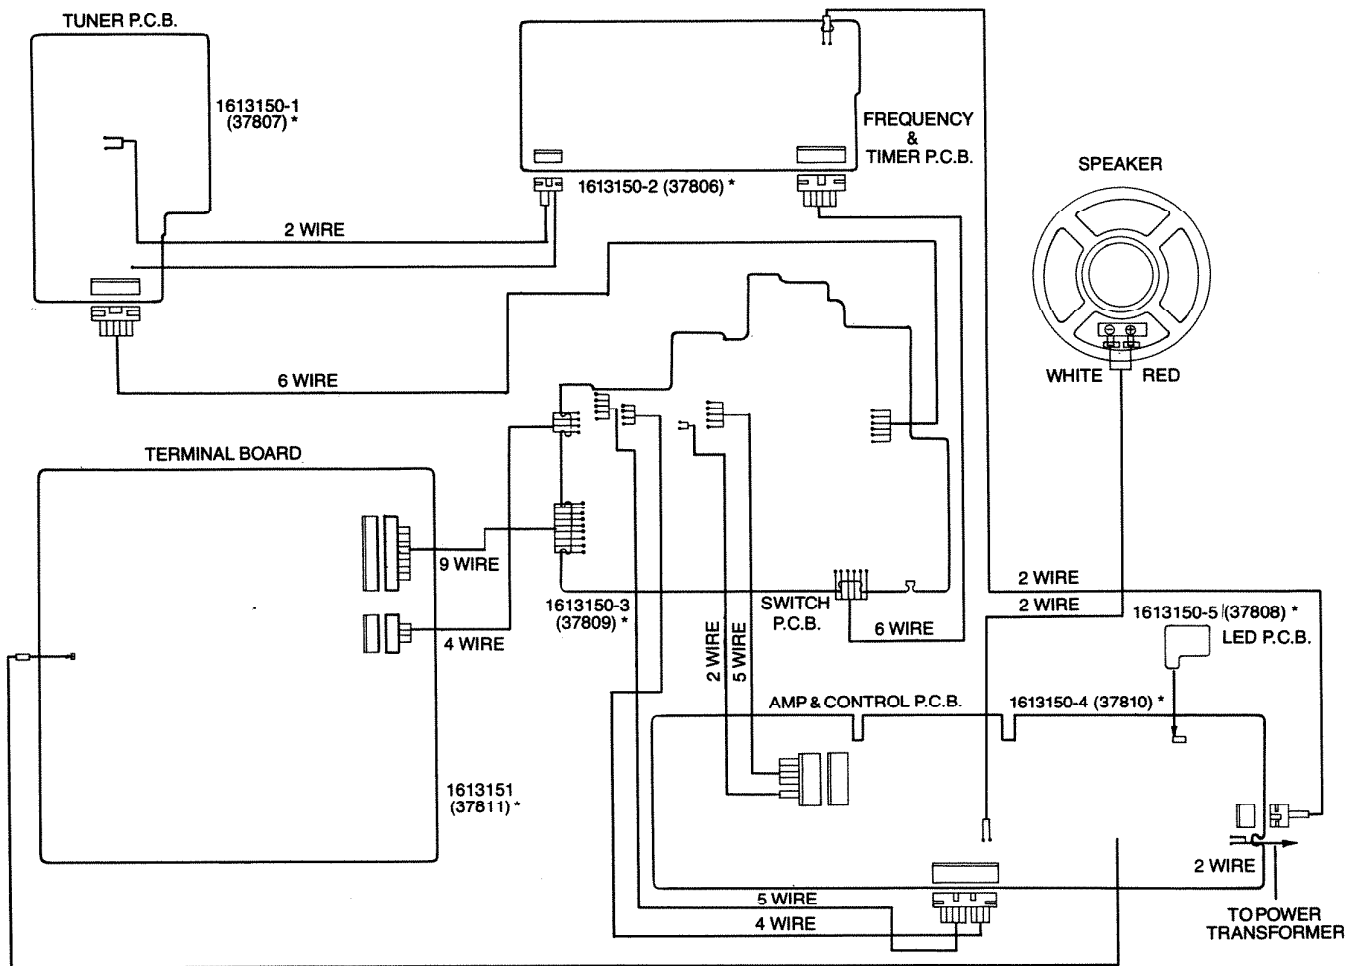 TUNER P.C.B.
1613150-1
(37807) *
FREQUENCY
&
TIMER P.C.B.
1613150-2 (37806) *
SPEAKER
2 WIRE
WHITE
RED
6 WIRE
TERMINAL BOARD
9 WIRE
4 WIRE
1613150-3
(37809) *
SWITCH
P.C.B.
6 WIRE
2 WIRE
2 WIRE
1613150-5 (37808) *
LED P.C.B.
2 WIRE
5 WIRE
AMP & CONTROL P.C.B.
1613150-4 (37810) *
1613151
(37811) *
2 WIRE
5 WIRE
4 WIRE
TO POWER
TRANSFORMER